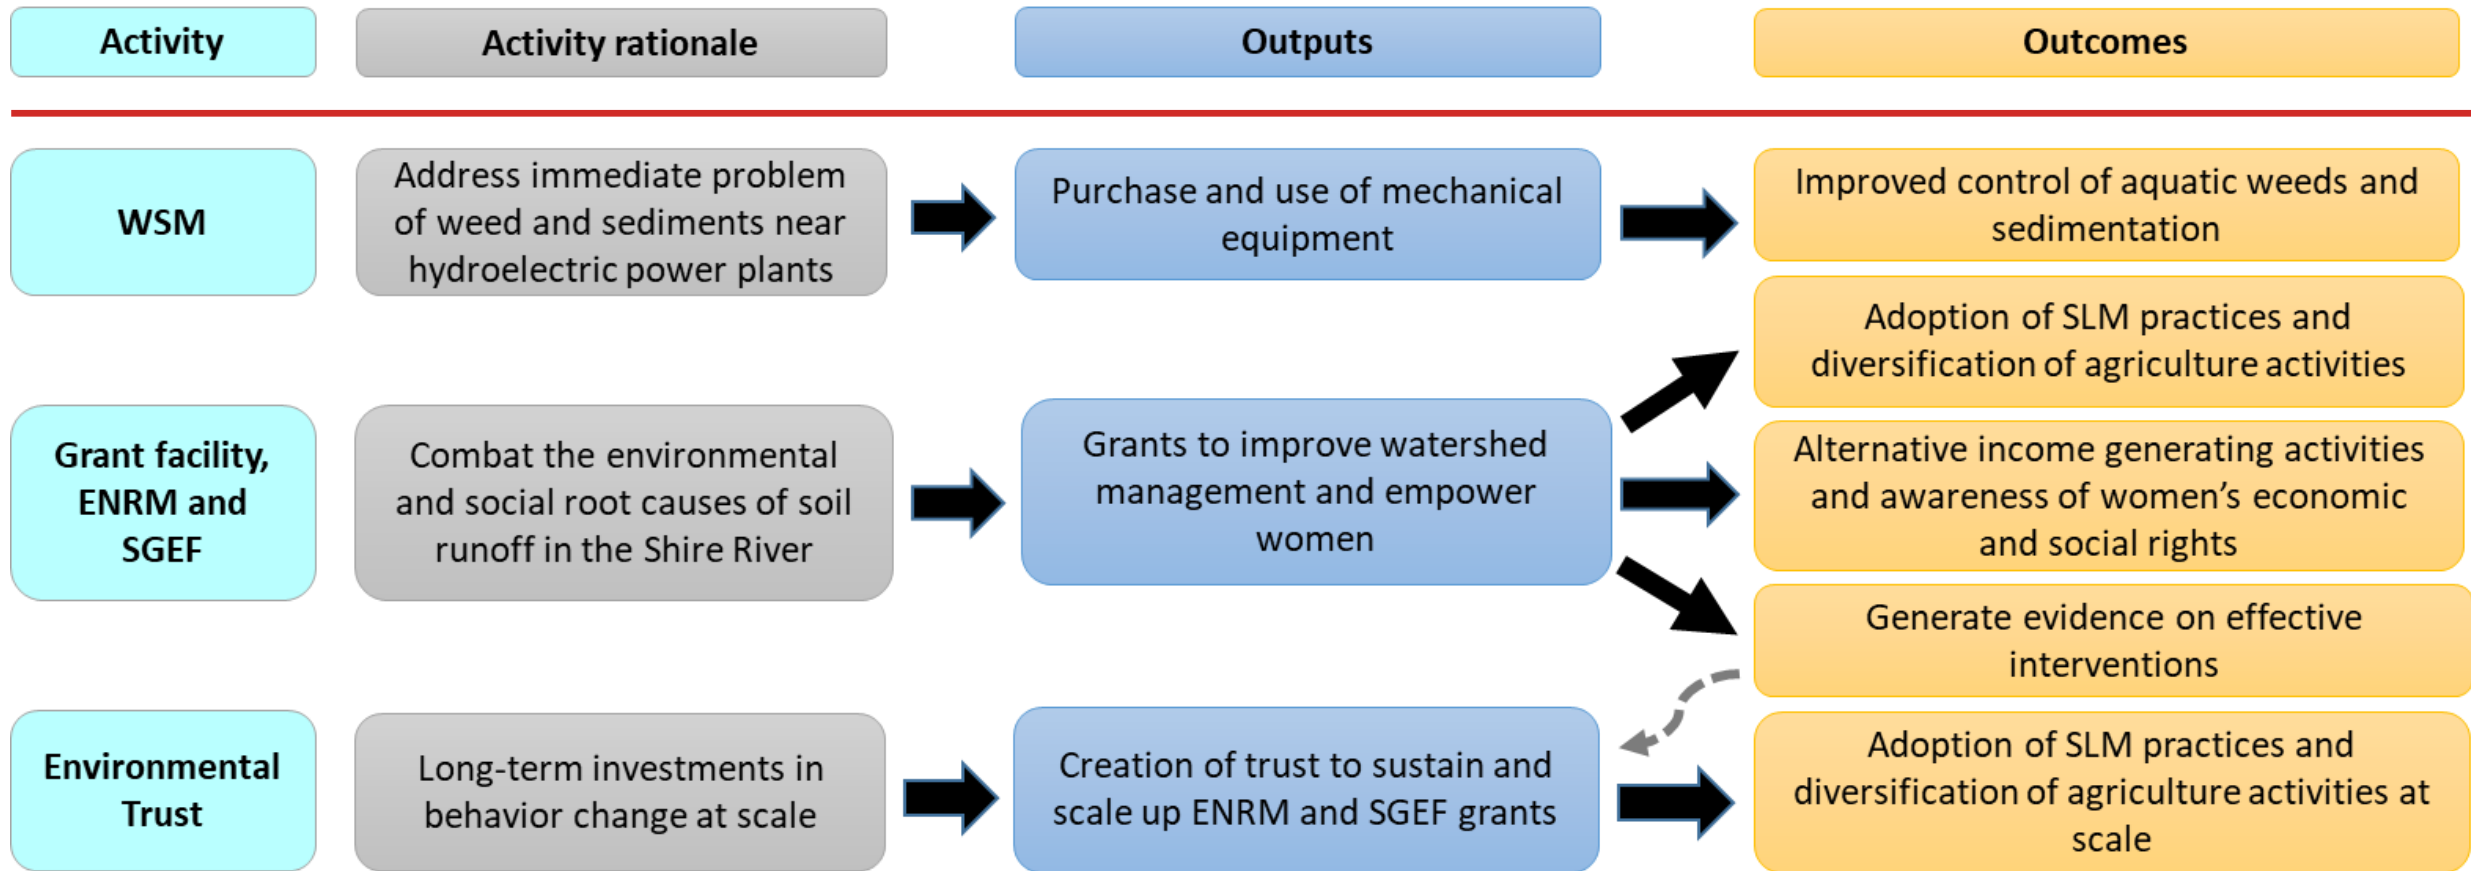 Activity
Activity rationale
Outputs
Outcomes
WSM
Address immediate problem
of weed and sediments near
hydroelectric power plants
Purchase and use of mechanical
equipment
Improved control of aquatic weeds and
sedimentation
Grant facility,
ENRM and
SGEF
Combat the environmental
and social root causes of soil
runoff in the Shire River
Grants to improve watershed
management and empower
women
Adoption of SLM practices and
diversification of agriculture activities
Alternative income generating activities
and awareness of women’s economic
and social rights
Generate evidence on effective
interventions
Environmental
Trust
Long-term investments in
behavior change at scale
Creation of trust to sustain and
scale up ENRM and SGEF grants
Adoption of SLM practices and
diversification of agriculture activities at
scale